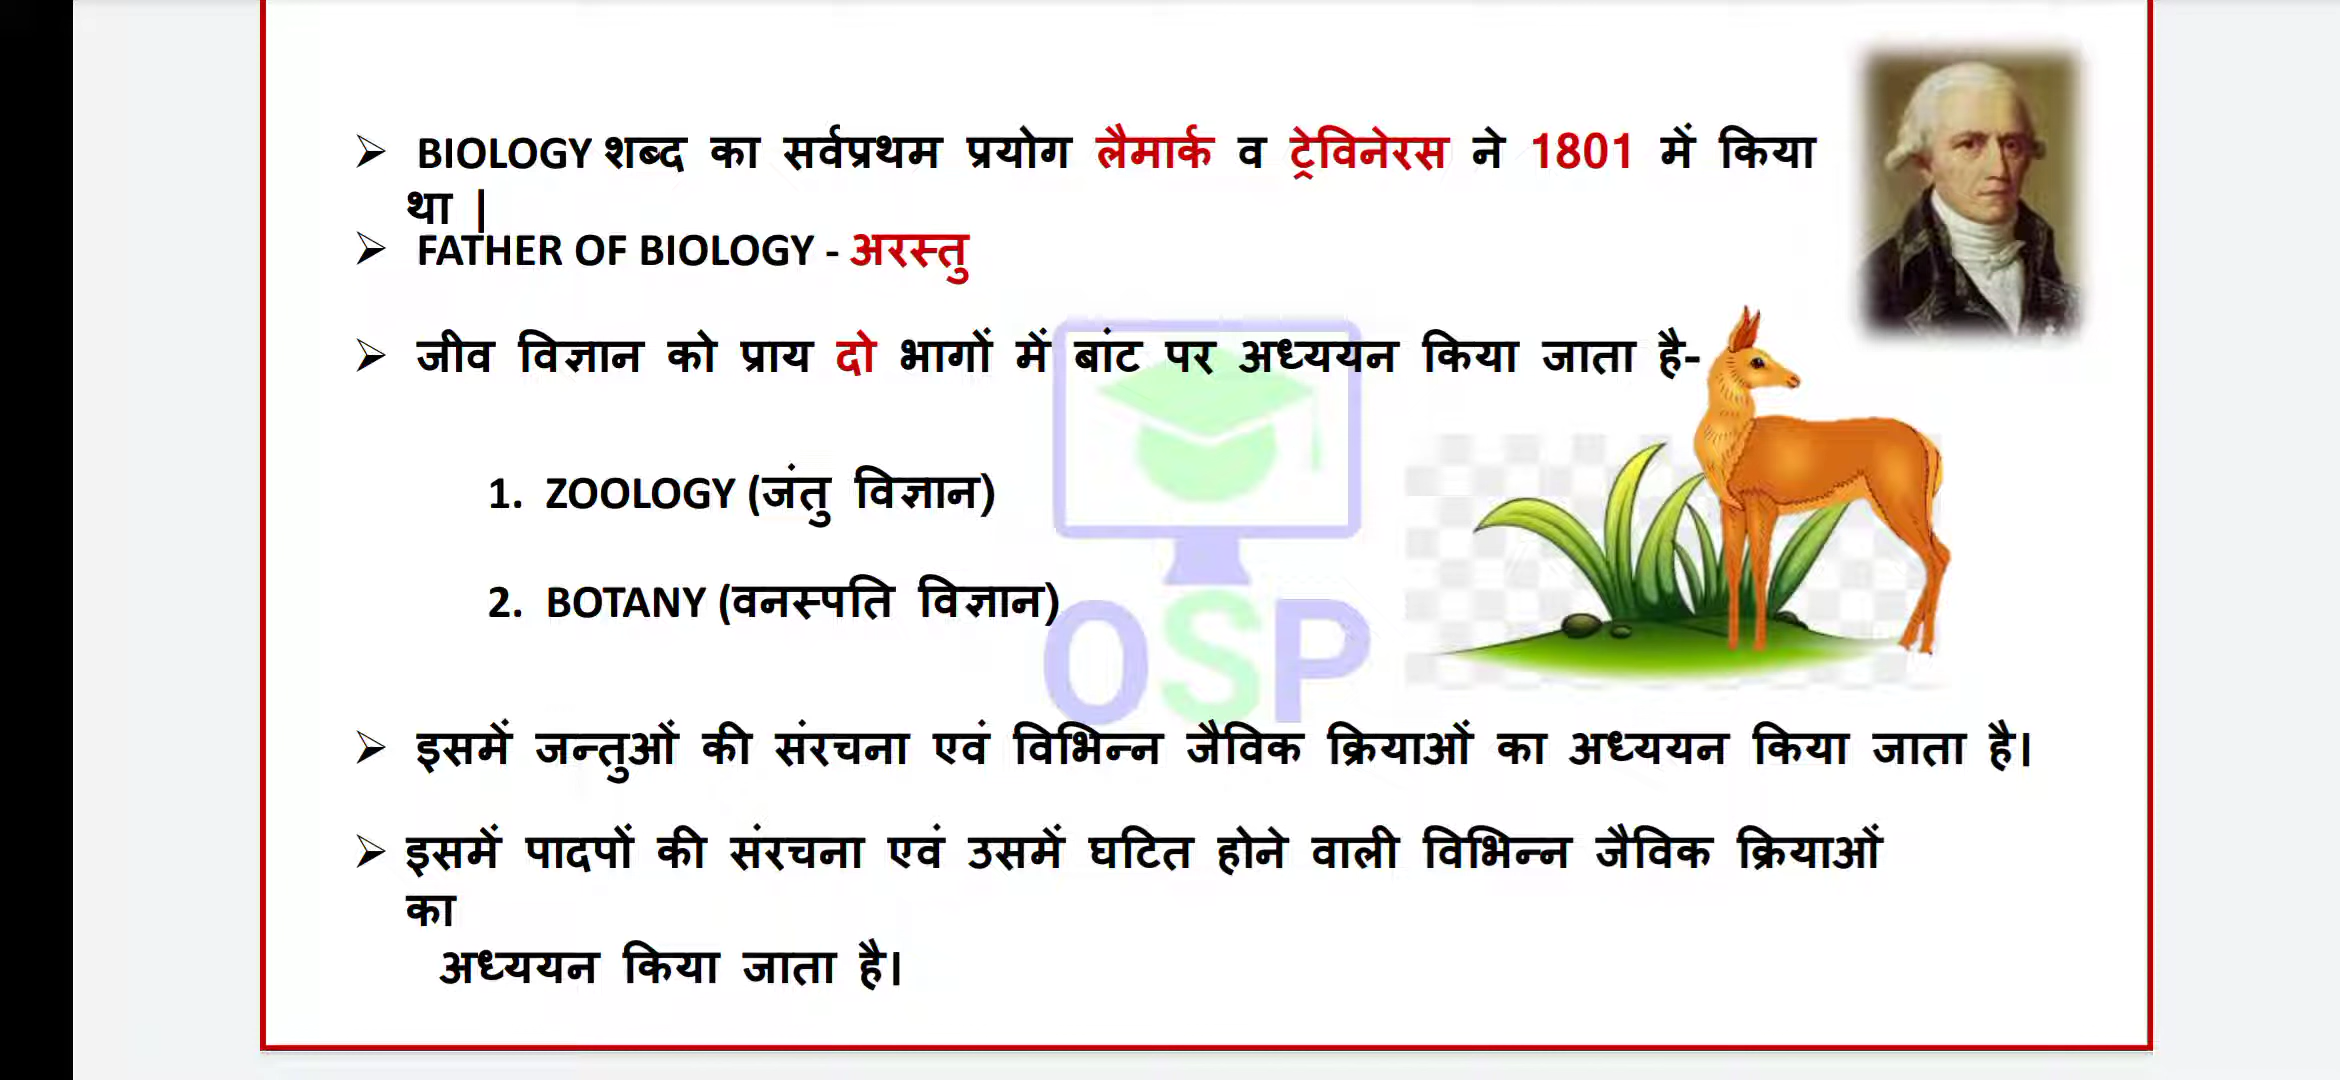 ➢ BIOLOGY शब्द का सर्वप्रथम प्रयोग लैमार्क व ट्रेविनेरस ने 1801 में किया
था |
➢ FATHER OF BIOLOGY - अरस्तु
➢ जीव विज्ञान को प्राय दो भागों में बांट पर अध्ययन किया जाता है-
1. ZOOLOGY (जंतु विज्ञान)
2. BOTANY (वनस्पति विज्ञान)
OSP
➢ इसमें जन्तुओं की संरचना एवं विभिन्न जैविक क्रियाओं का अध्ययन किया जाता है।
➢ इसमें पादपों की संरचना एवं उसमें घटित होने वाली विभिन्न जैविक क्रियाओं
का
अध्ययन किया जाता है।